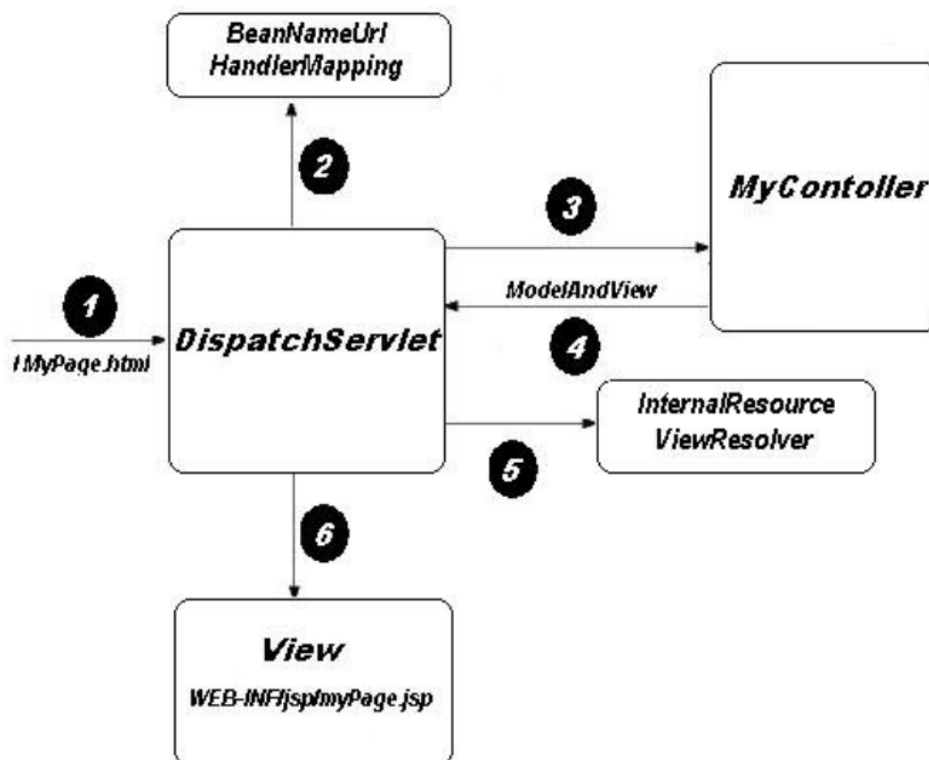 BeanNameUrl
HandlerMapping
2
3
MyContoller
1
ModelAndView
DispatchServlet
/MyPage.html
4
InternalResource
ViewResolver
5
6
View
WEB-INF/jsp/myPage.jsp